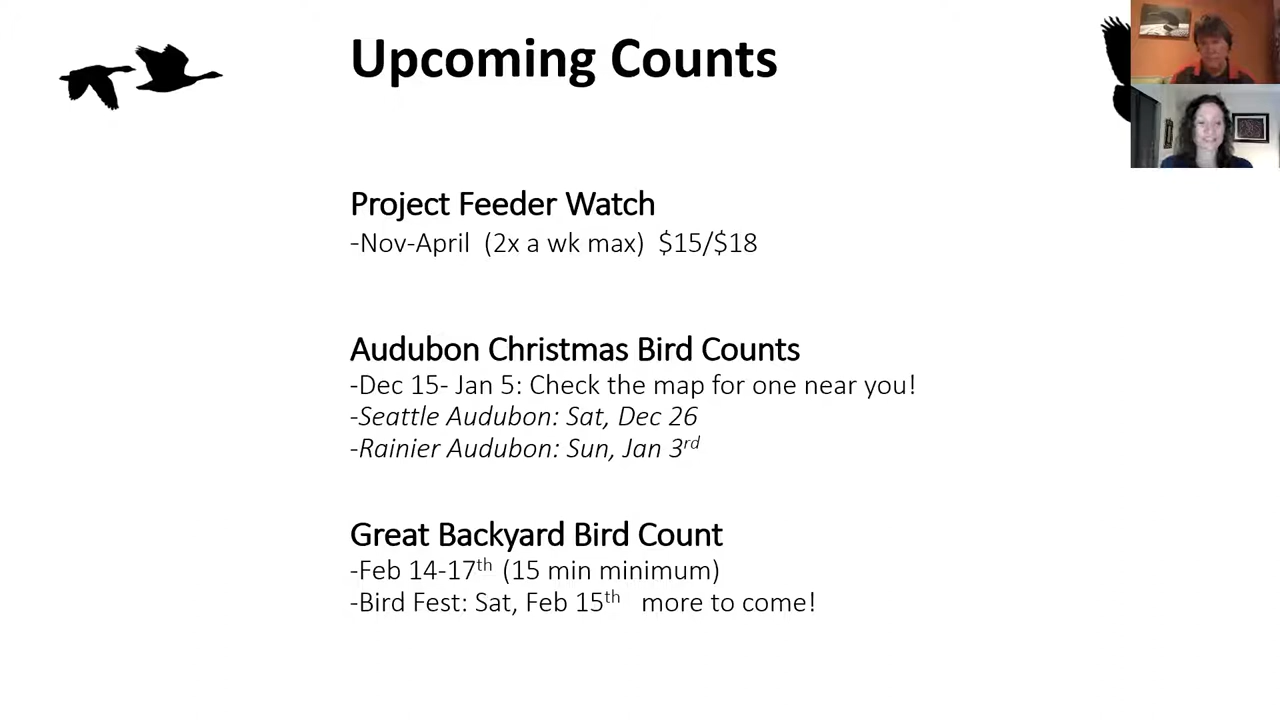 Upcoming Counts
Project Feeder Watch
-Nov-April (2x a wk max) $15/$18
Audubon Christmas Bird Counts
-Dec 15- Jan 5: Check the map for one near you!
-Seattle Audubon: Sat, Dec 26
-Rainier Audubon: Sun, Jan 3rd
Great Backyard Bird Count
-Feb 14-17th (15 min minimum)
-Bird Fest: Sat, Feb 15th more to come!